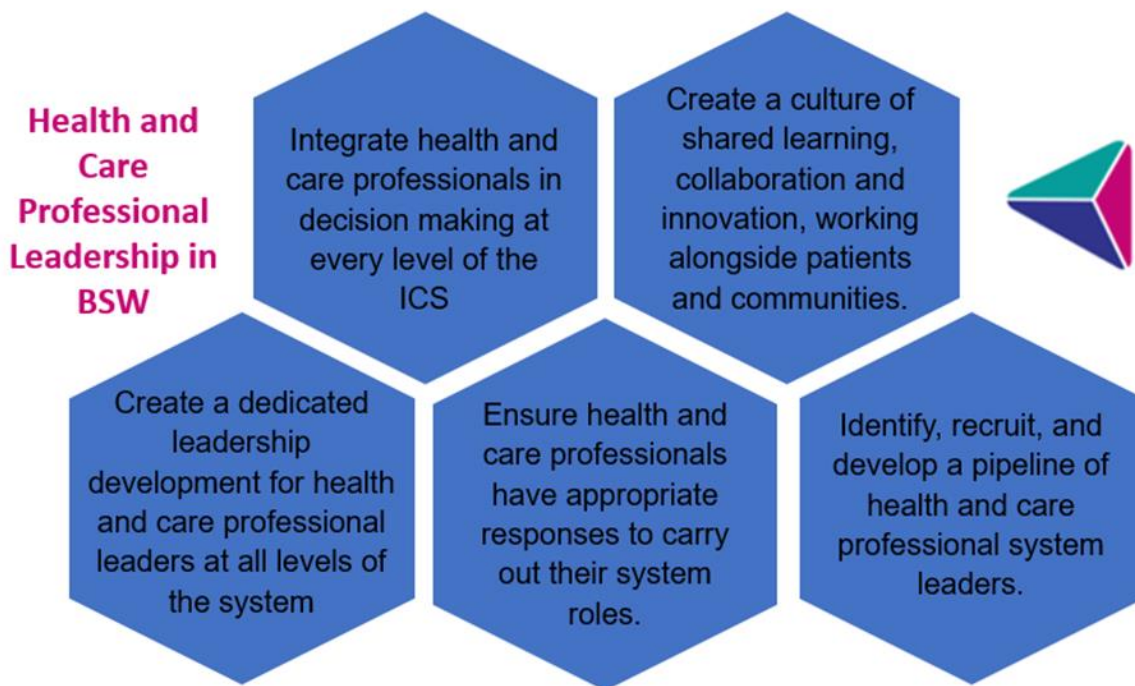 Health and
Care
Professional
Leadership in
BSW
Integrate health and
care professionals in
decision making at
every level of the
ICS
Create a culture of
shared learning,
collaboration and
innovation, working
alongside patients
and communities.
Create a dedicated
leadership
development for health
and care professional
leaders at all levels of
the system
Ensure health and
care professionals
have appropriate
responses to carry
out their system
roles.
Identify, recruit, and
develop a pipeline of
health and care
professional system
leaders.